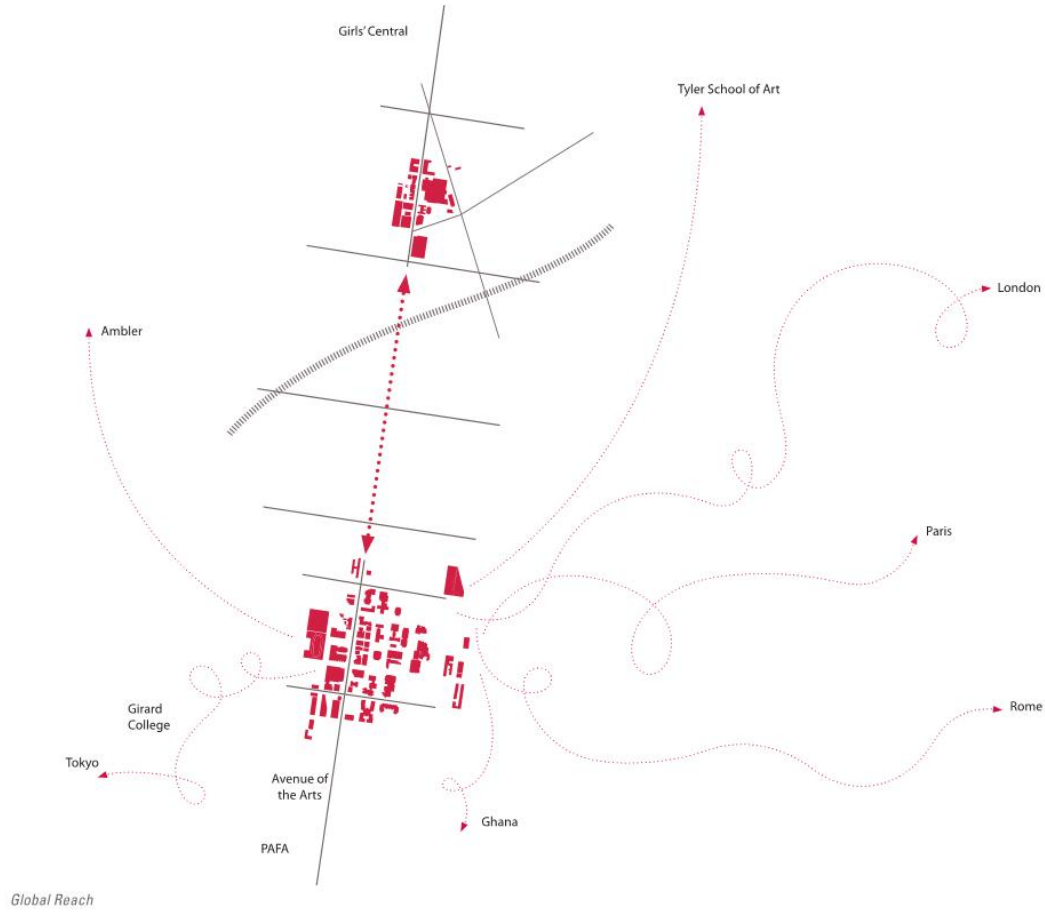 Girls' Central
Tyler School of Art
London
Ambler
Paris
Girard
College
Rome
Tokyo
Avenue of
the Arts
Ghana
PAFA
Global Reach